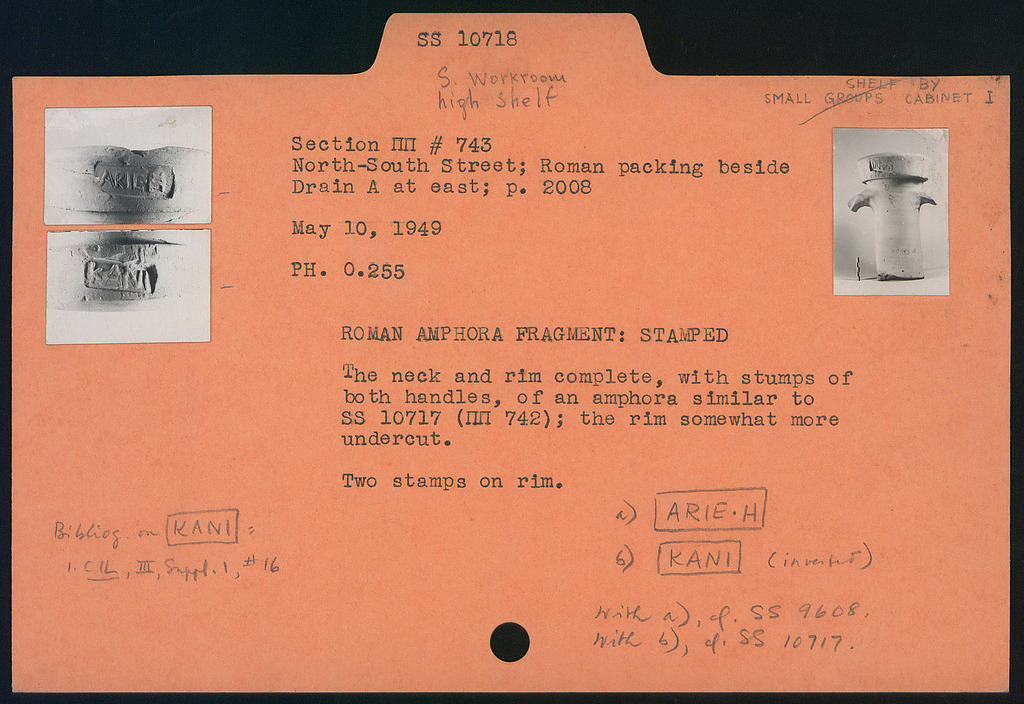 SS 10718
S. Workroom
high shelf
SHELF BY
SMALL GROUPS CABINET I
Section ΠΠ # 743
North-South Street; Roman packing beside
Drain A at east; p. 2008
May 10, 1949
PH. 0.255
ROMAN AMPHORA FRAGMENT: STAMPED
The neck and rim complete, with stumps of
both handles, of an amphora similar to
SS 10717 (ΠΠ 742); the rim somewhat more
undercut.
Two stamps on rim.
a) ARIE·H
b) KANI (inverted)
With a), cf. SS 9608.
With b), cf. SS 10717.
Bibliog on KANI :
1. CIL, III, Suppl. 1, #16
KANI